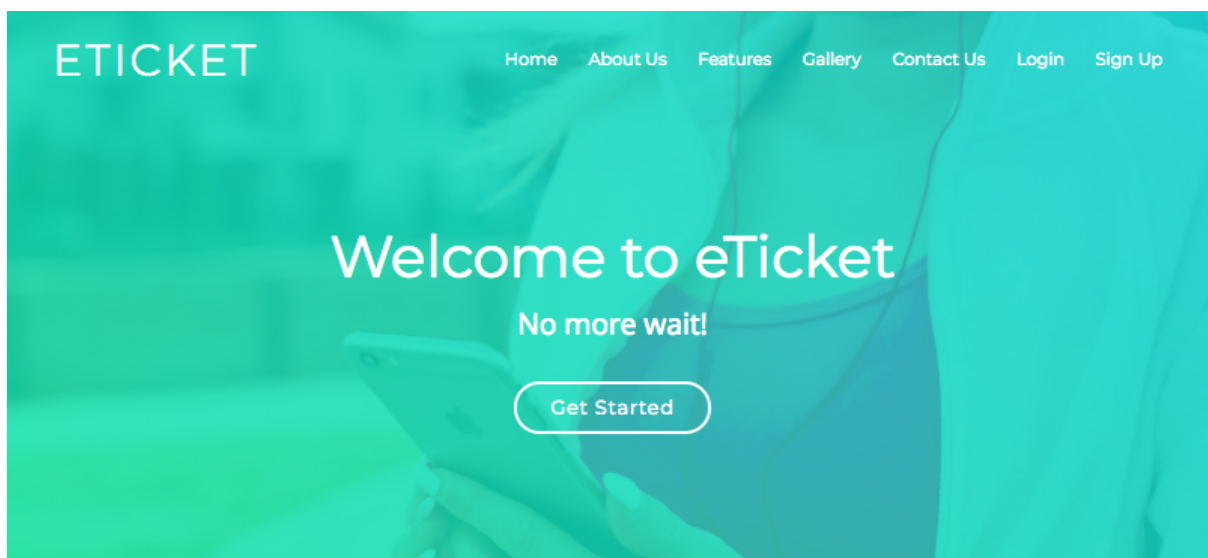 ETICKET
Home About Us Features Gallery Contact Us Login Sign Up
Welcome to eTicket
No more wait!
Get Started